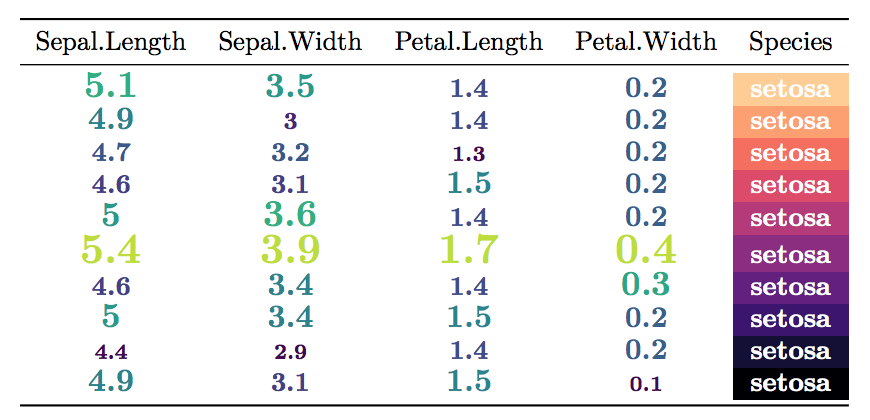 Sepal.Length Sepal.Width Petal.Length Petal.Width Species
5.1 3.5 1.4 0.2 setosa
4.9 3 1.4 0.2 setosa
4.7 3.2 1.3 0.2 setosa
4.6 3.1 1.5 0.2 setosa
5 3.6 1.4 0.2 setosa
5.4 3.9 1.7 0.4 setosa
4.6 3.4 1.4 0.3 setosa
5 3.4 1.5 0.2 setosa
4.4 2.9 1.4 0.2 setosa
4.9 3.1 1.5 0.1 setosa